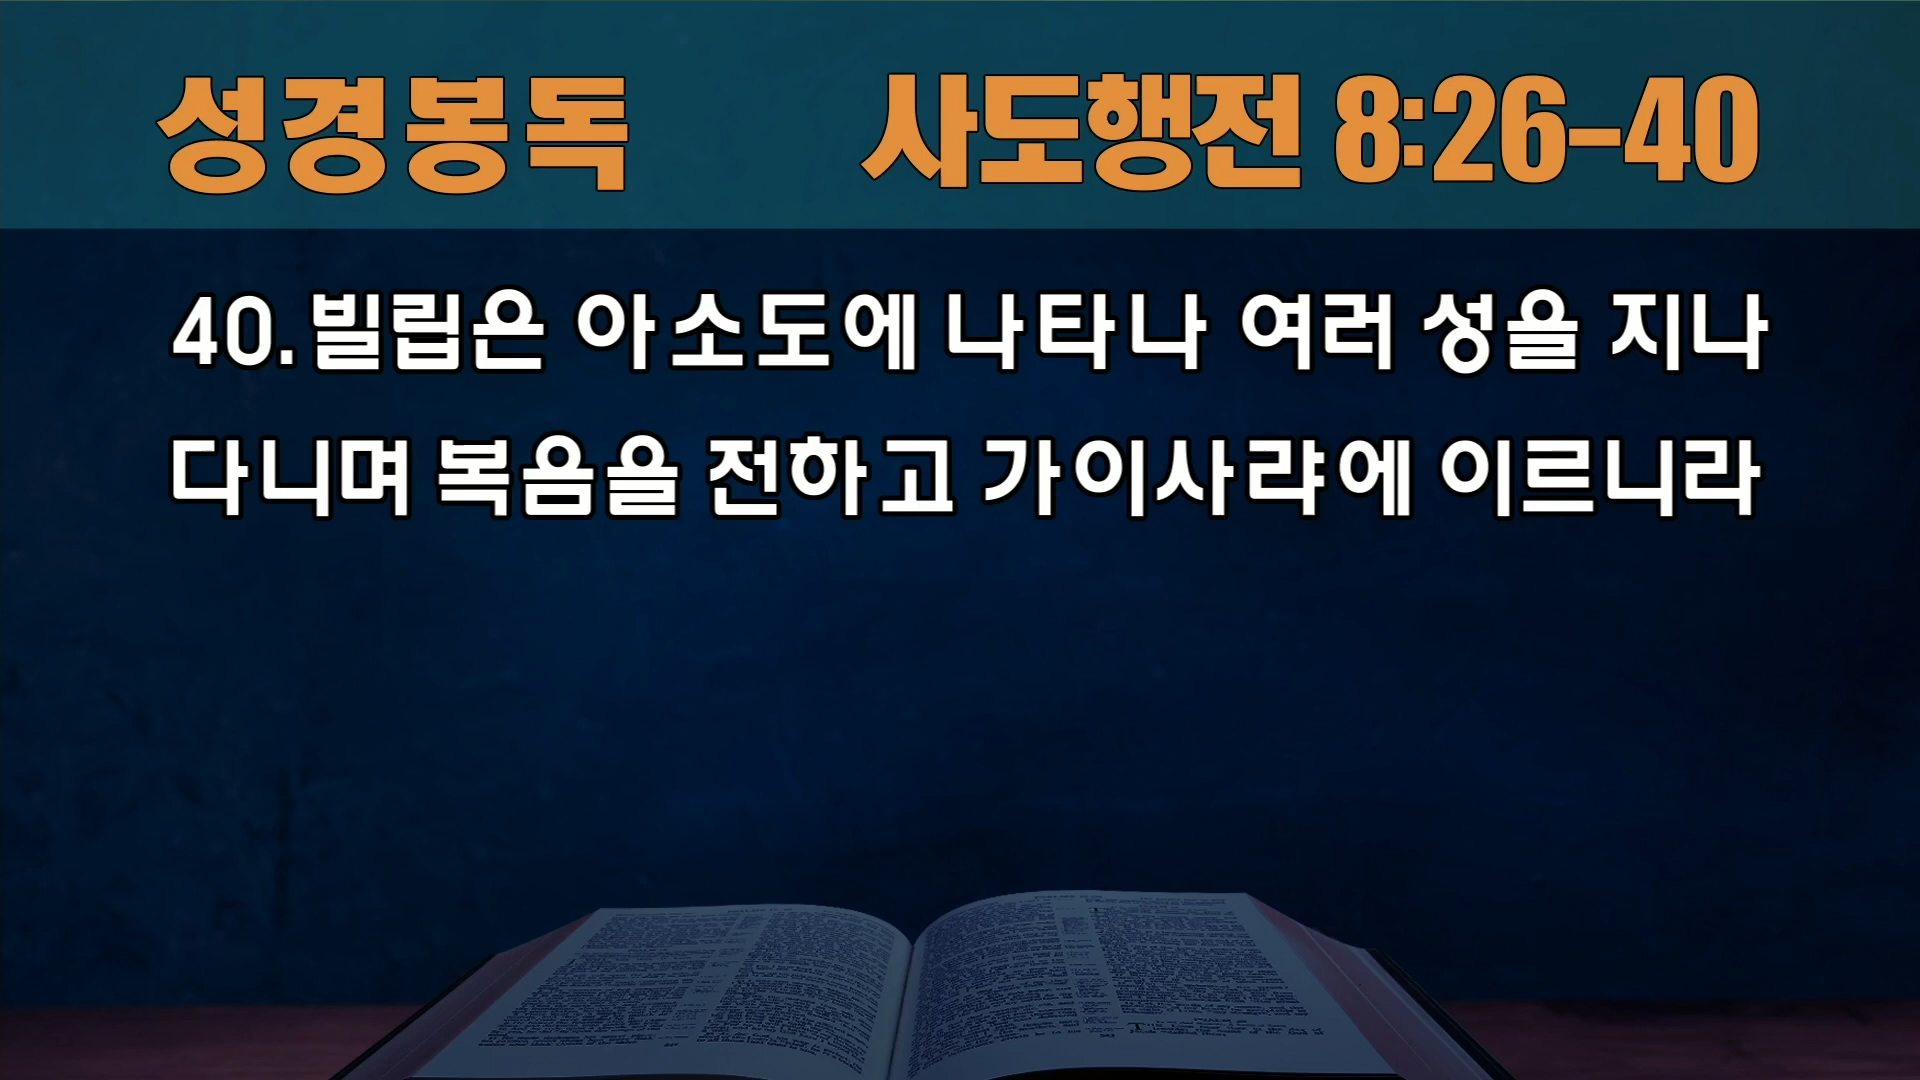 성경봉독 사도행전 8:26-40
40.빌립은 아소도에 나타나 여러 성을 지나
다니며 복음을 전하고 가이사랴에 이르니라